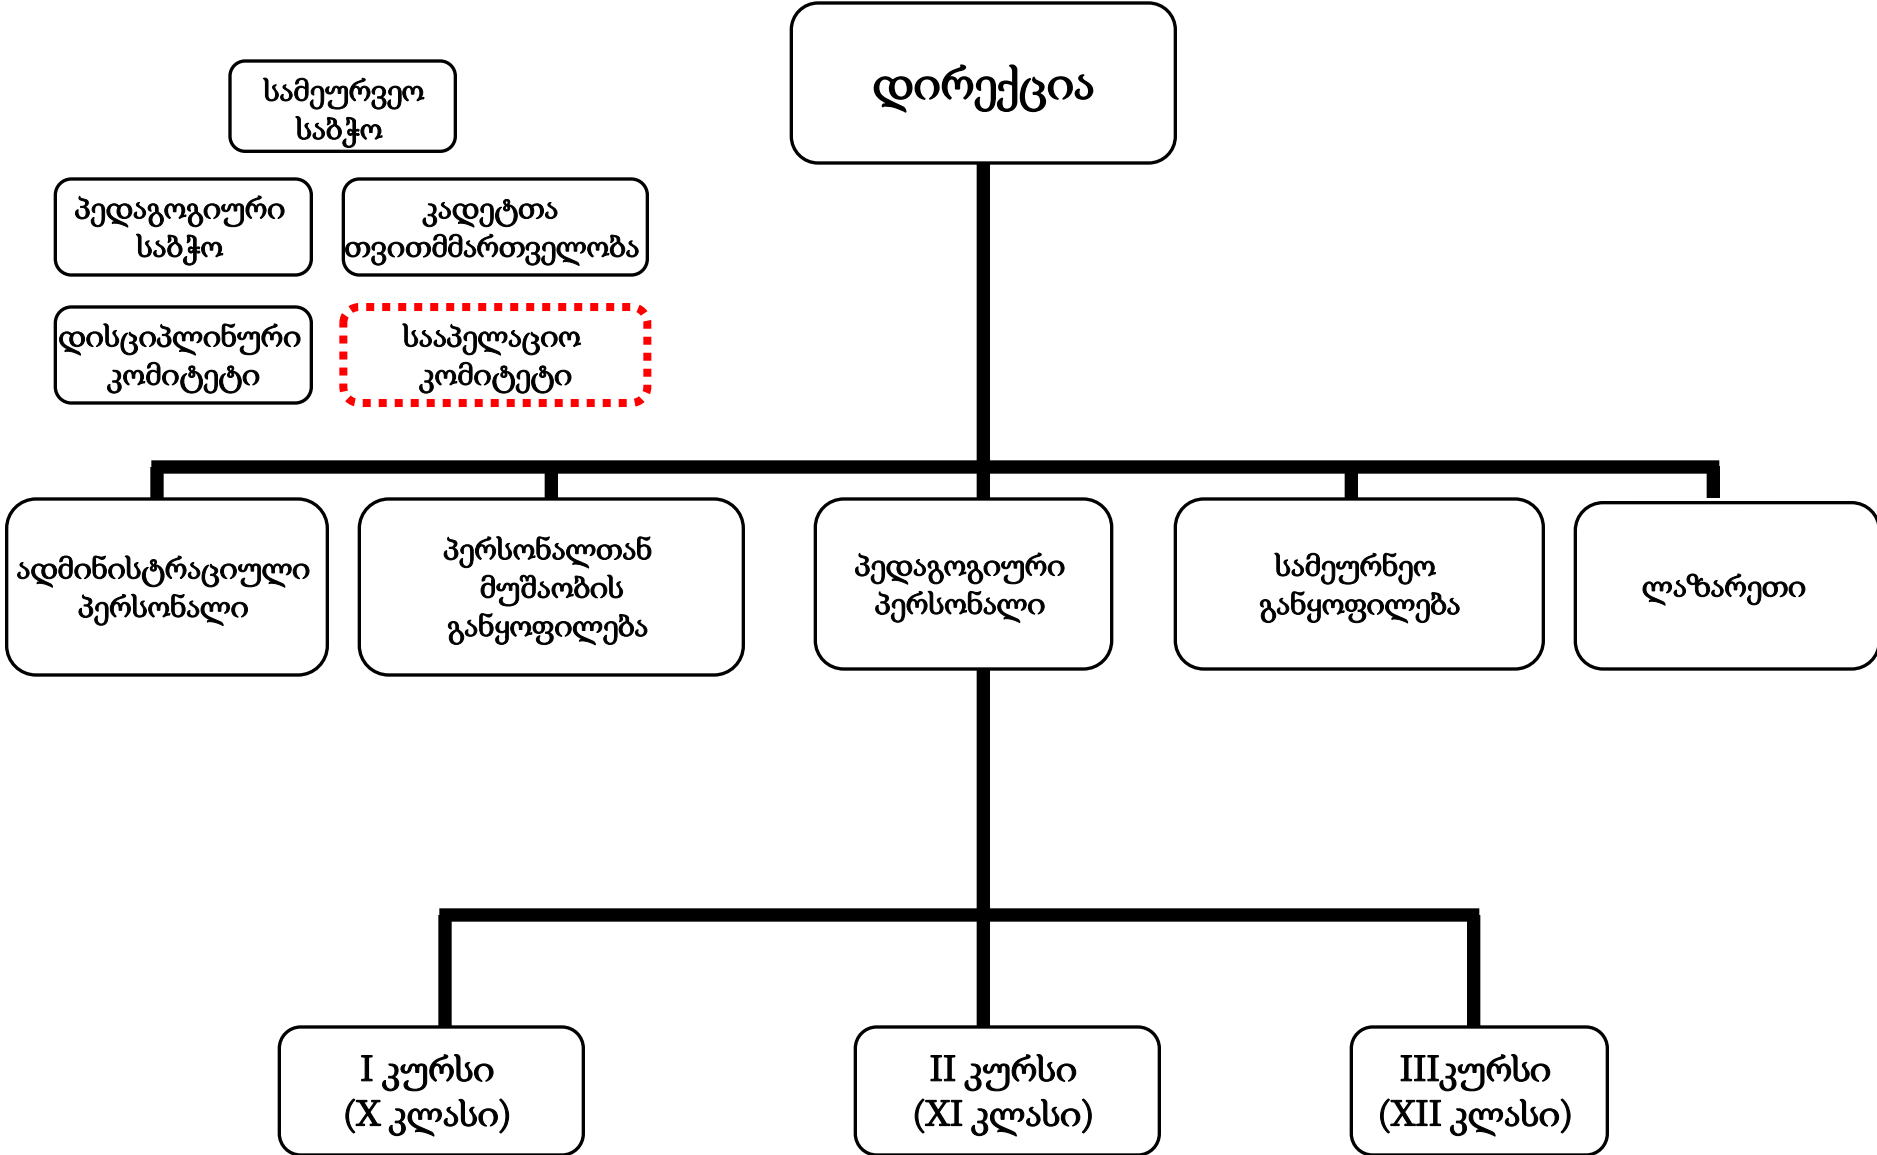 დირექცია
სამეურვეო
საბჭო
პედაგოგიური
საბჭო
კადეტთა
თვითმმართველობა
დისციპლინური
კომიტეტი
სააპელაციო
კომიტეტი
ადმინისტრაციული
პერსონალი
პერსონალთან
მუშაობის
განყოფილება
პედაგოგიური
პერსონალი
სამეურნეო
განყოფილება
ლაზარეთი
I კურსი
(X კლასი)
II კურსი
(XI კლასი)
IIIკურსი
(XII კლასი)